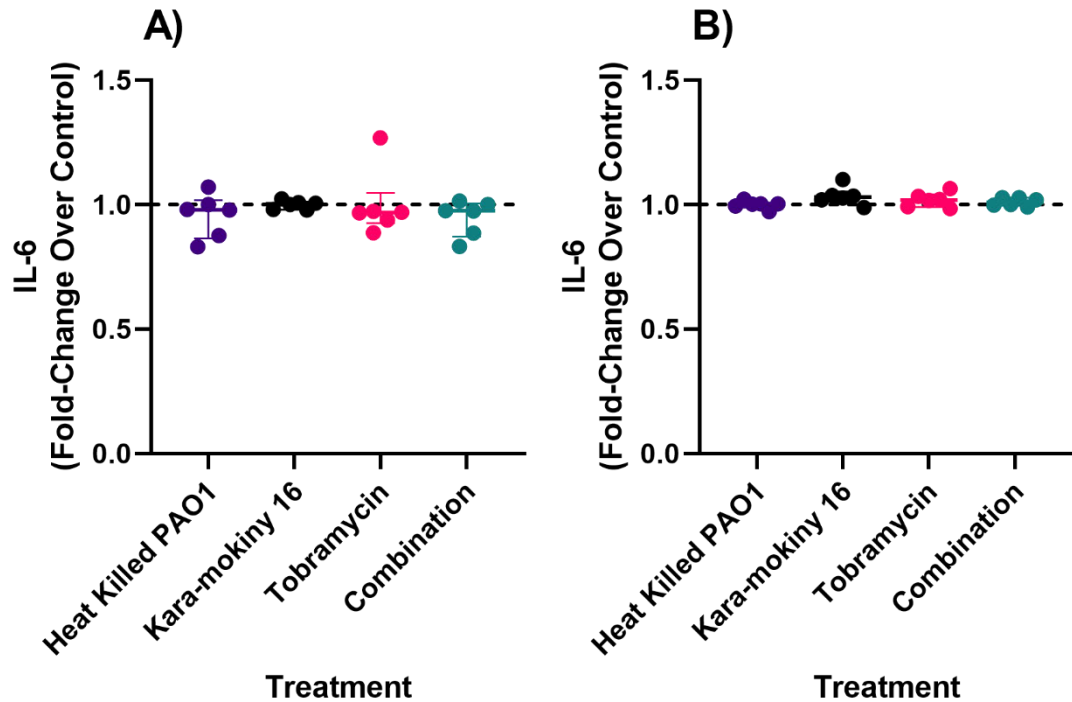 A)
IL-6
(Fold-Change Over Control)
1.5
1.0
0.5
0.0
Heat Killed PAO1
Kara-mokiny 16
Tobramycin
Combination
Treatment
B)
IL-6
(Fold-Change Over Control)
1.5
1.0
0.5
0.0
Heat Killed PAO1
Kara-mokiny 16
Tobramycin
Combination
Treatment